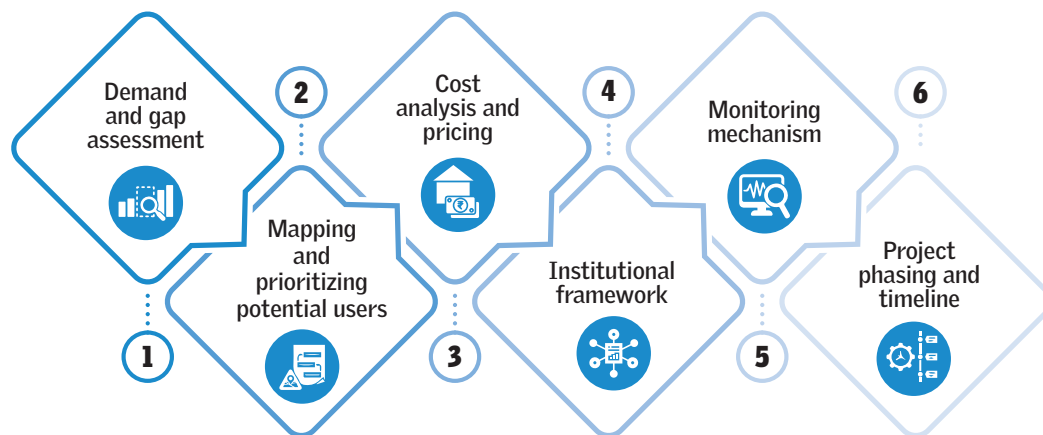 Demand
and gap
assessment
1
2
Mapping
and
prioritizing
potential users
Cost
analysis and
pricing
₹
3
4
Institutional
framework
Monitoring
mechanism
5
6
Project
phasing and
timeline